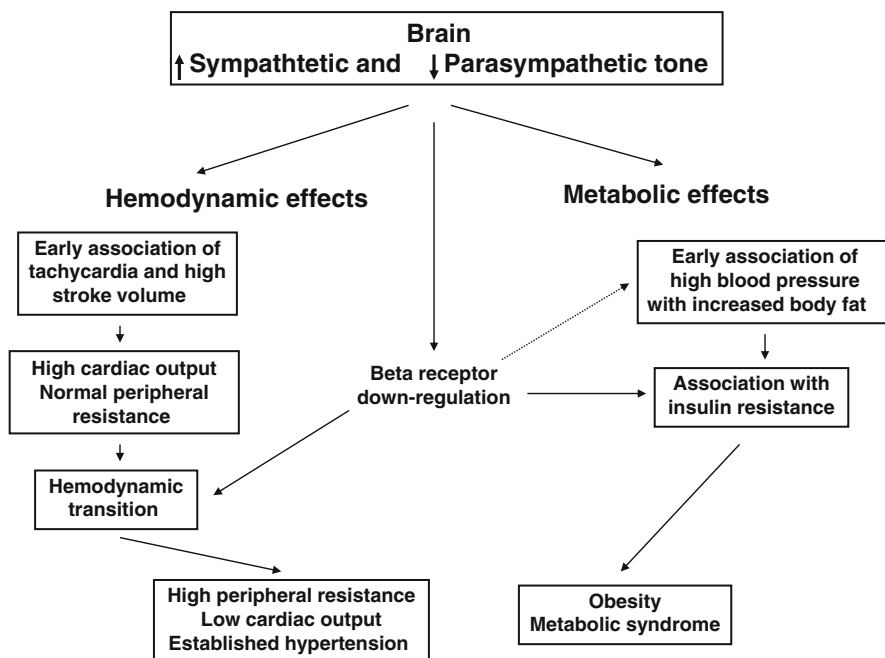 Brain
↑ Sympathtetic and ↓ Parasympathetic tone
Hemodynamic effects
Metabolic effects
Early association of
tachycardia and high
stroke volume
Early association of
high blood pressure
with increased body fat
High cardiac output
Normal peripheral
resistance
Beta receptor
down-regulation
Association with
insulin resistance
Hemodynamic
transition
High peripheral resistance
Low cardiac output
Established hypertension
Obesity
Metabolic syndrome